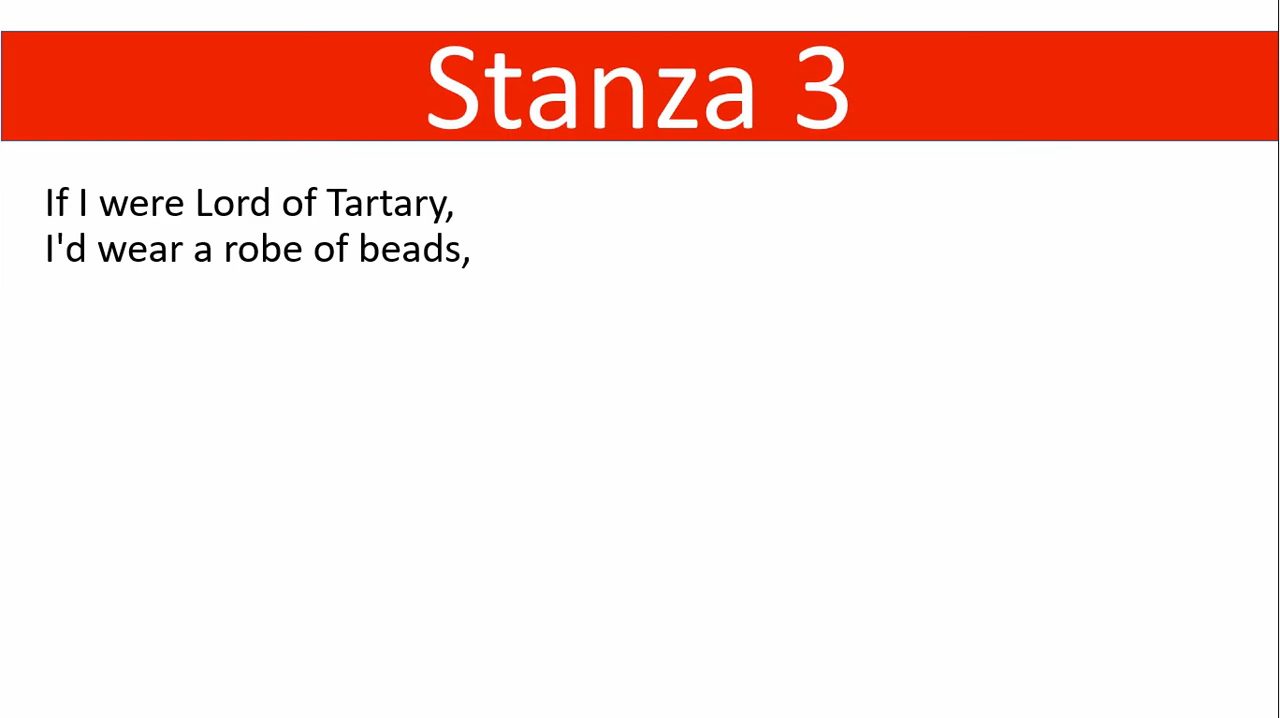 Stanza 3
If I were Lord of Tartary,
I'd wear a robe of beads,